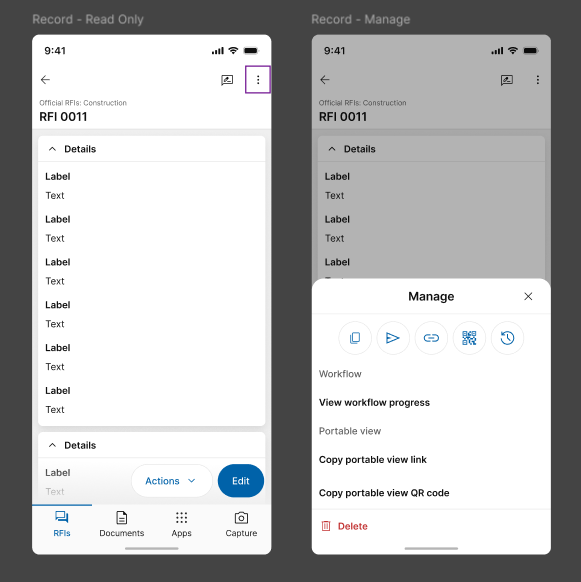 Record - Read Only
9:41
Official RFIs: Construction
RFI 0011
Details
Label
Text
Label
Text
Label
Text
Label
Text
Label
Text
Label
Text
Details
Label
Text
Actions
Edit
RFIs
Documents
Apps
Capture
Record - Manage
9:41
Official RFIs: Construction
RFI 0011
Details
Label
Text
Label
Text
Label
Manage
Workflow
View workflow progress
Portable view
Copy portable view link
Copy portable view QR code
Delete